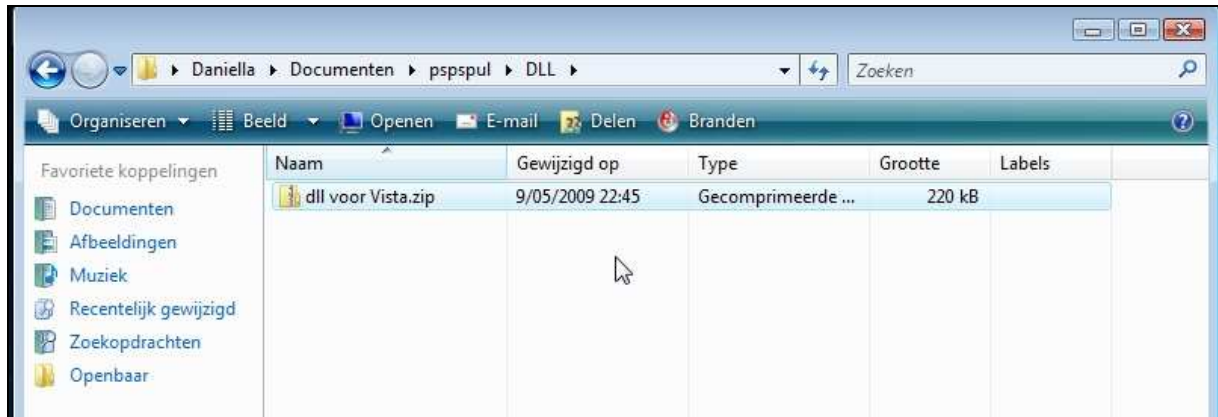 Daniella Documenten pspspul DLL Zoeken
Organiseren Beeld Openen E-mail Delen Branden
Favoriete koppelingen
Documenten
Afbeeldingen
Muziek
Recentelijk gewijzigd
Zoekopdrachten
Openbaar
Naam Gewijzigd op Type Grootte Labels
dll voor Vista.zip 9/05/2009 22:45 Gecomprimeerde ... 220 kB